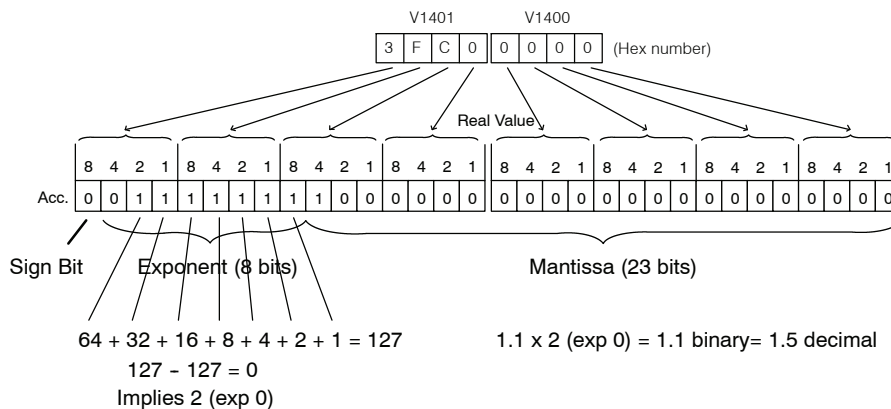 V1401 V1400
3 F C 0 0 0 0 0 (Hex number)
Real Value
8 4 2 1 8 4 2 1 8 4 2 1 8 4 2 1 8 4 2 1 8 4 2 1 8 4 2 1 8 4 2 1
Acc. 0 0 1 1 1 1 1 1 1 1 0 0 0 0 0 0 0 0 0 0 0 0 0 0 0 0 0 0 0 0 0 0
Sign Bit Exponent (8 bits) Mantissa (23 bits)
64 + 32 + 16 + 8 + 4 + 2 + 1 = 127 1.1 x 2 (exp 0) = 1.1 binary= 1.5 decimal
127 - 127 = 0
Implies 2 (exp 0)